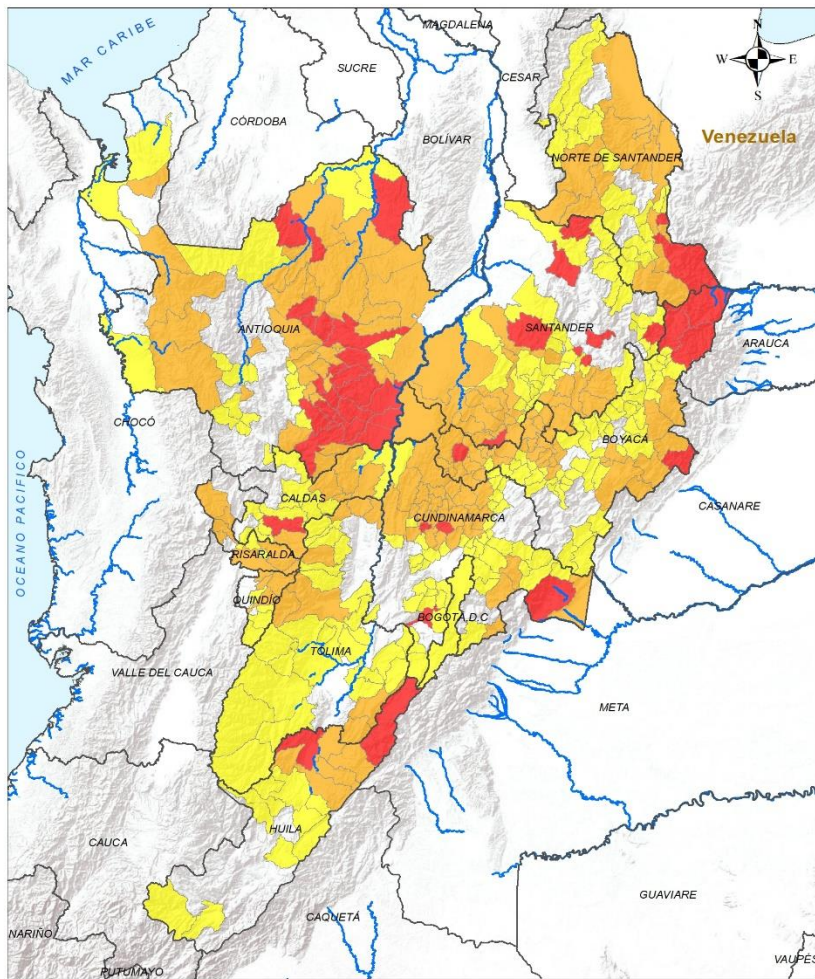 MAGDALENA
N
W E
S
MAR CARIBE
SUCRE
CESAR
CÓRDOBA
BOLÍVAR
Venezuela
NORTE DE SANTANDER
ANTIOQUIA
SANTANDER
ARAUCA
CHOCÓ
BOYACÁ
OCEANO PACIFICO
CALDAS
CASANARE
CUNDINAMARCA
RISARALDA
QUINDÍO
BOGOTÁ, D.C
TOLIMA
VALLE DEL CAUCA
META
HUILA
CAUCA
GUAVIARE
CAQUETÁ
NARIÑO
PUTUMAYO
VAUPÉS